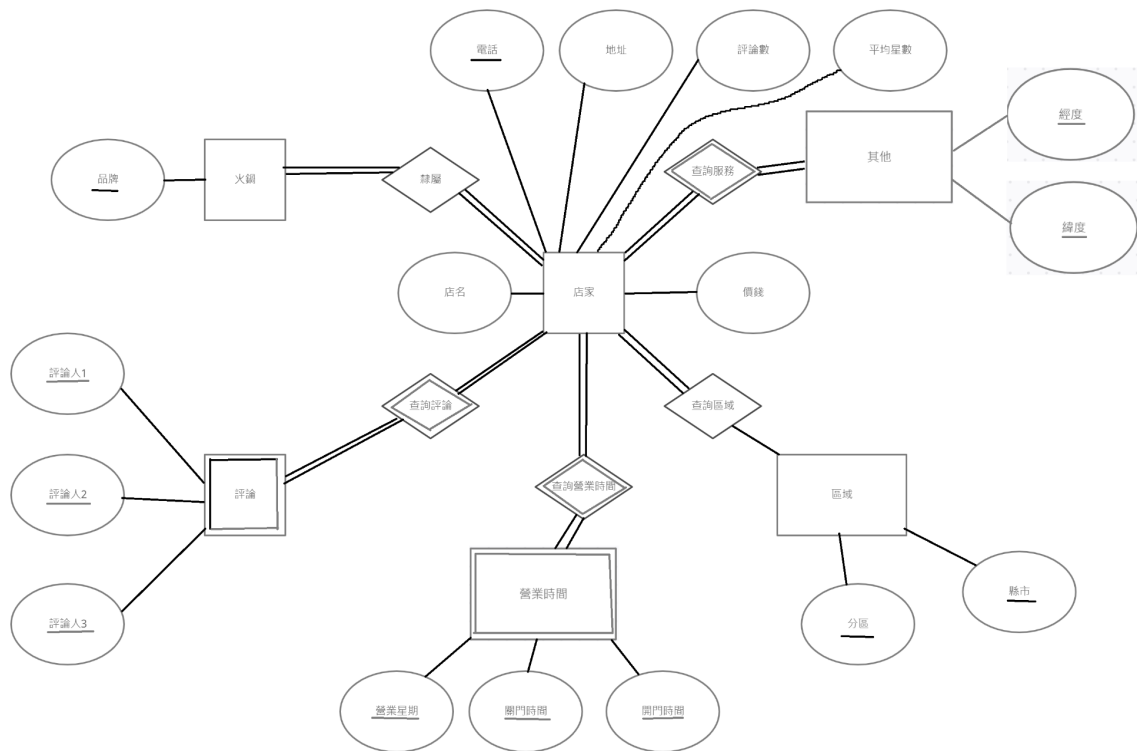 電話
地址
評論數
平均星數
經度
其他
查詢服務
品牌
火鍋
隸屬
緯度
店名
店家
價錢
評論人1
查詢評論
查詢區域
評論人2
評論
查詢營業時間
區域
營業時間
縣市
評論人3
分區
營業星期
關門時間
開門時間